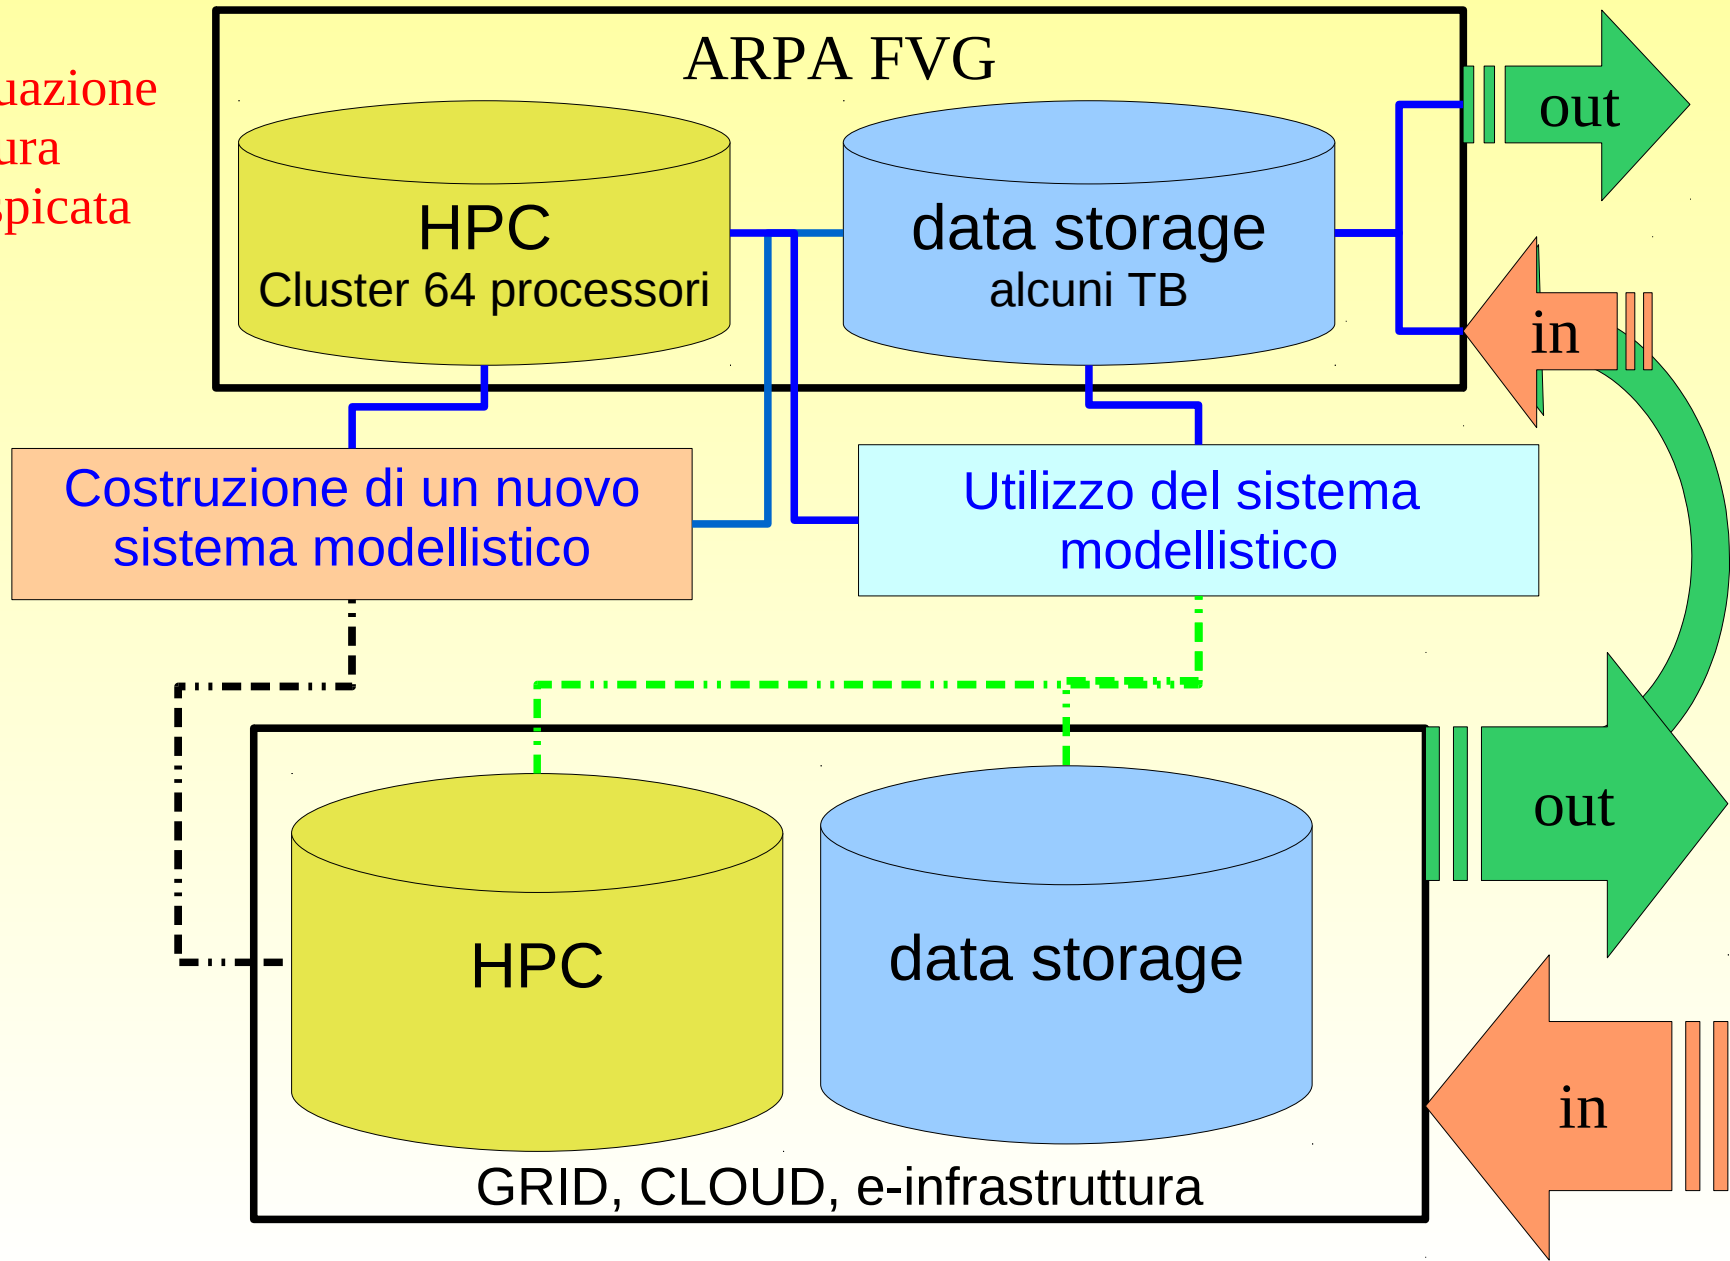 ARPA FVG
uazione
ura
spicata
HPC
Cluster 64 processori
data storage
alcuni TB
out
in
Costruzione di un nuovo
sistema modellistico
Utilizzo del sistema
modellistico
HPC
data storage
out
in
GRID, CLOUD, e-infrastruttura